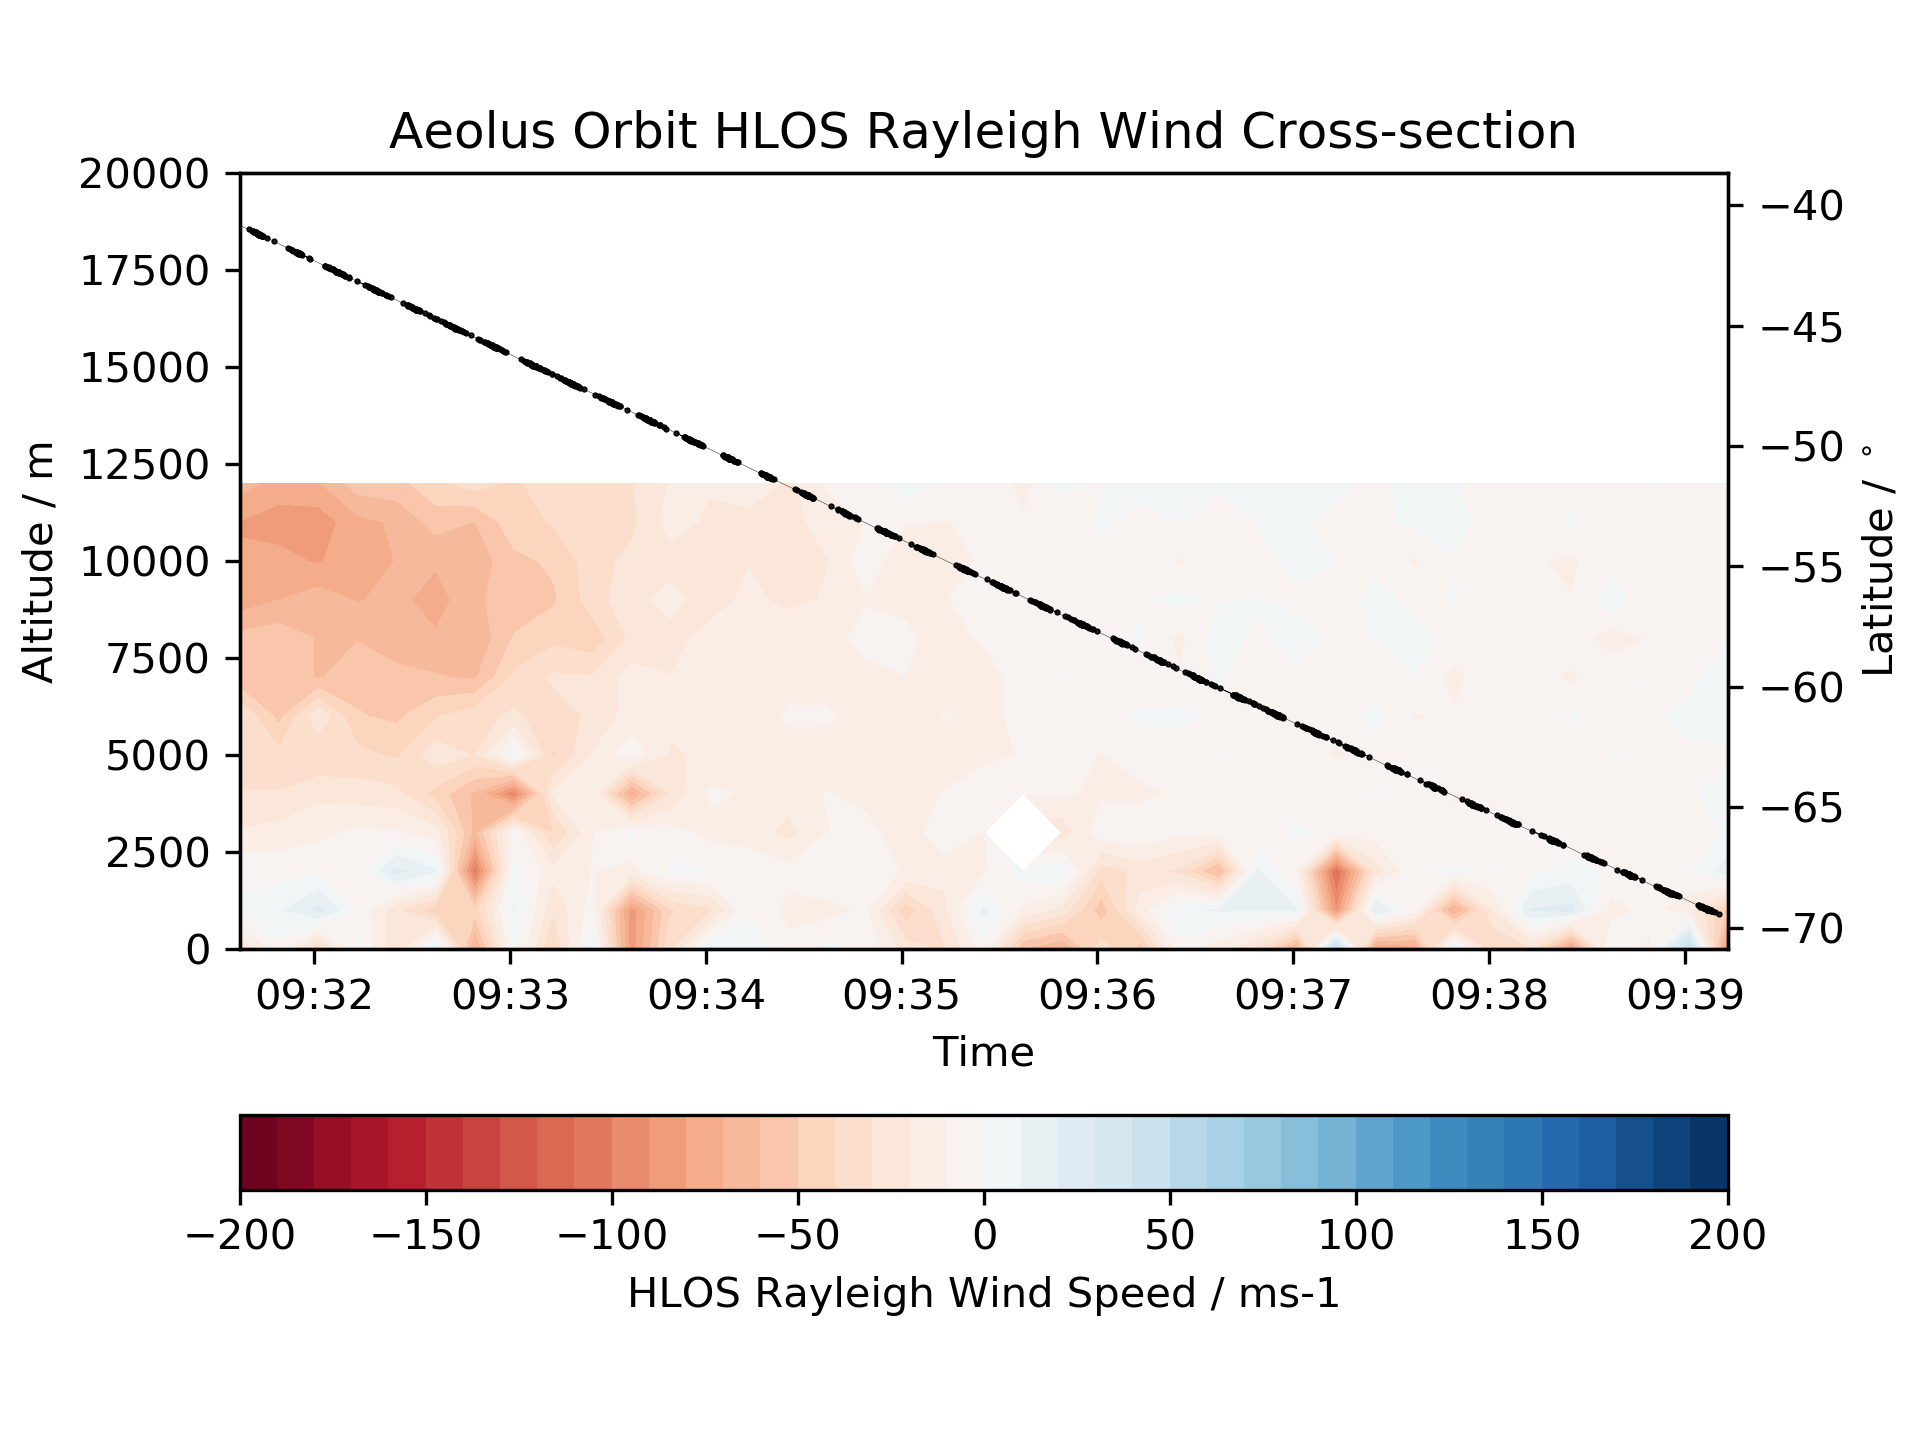 Aeolus Orbit HLOS Rayleigh Wind Cross-section
20000
17500
15000
12500
10000
7500
5000
2500
0
Altitude / m
−40
−45
−50
−55
−60
−65
−70
Latitude / °
09:32 09:33 09:34 09:35 09:36 09:37 09:38 09:39
Time
−200 −150 −100 −50 0 50 100 150 200
HLOS Rayleigh Wind Speed / ms-1